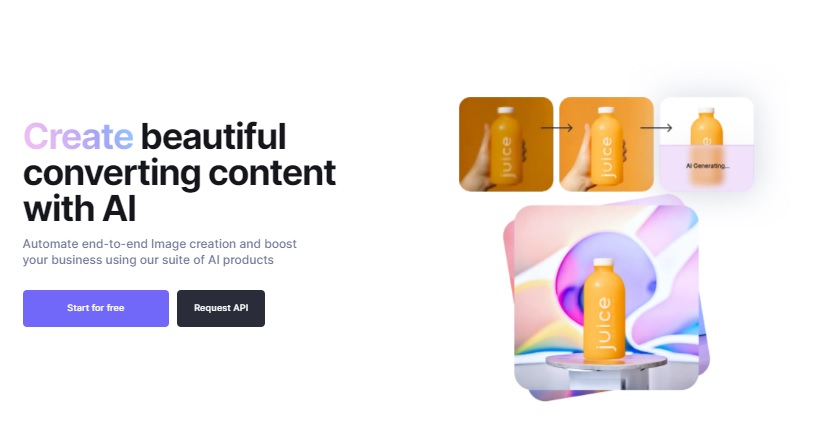 Create beautiful
converting content
with AI
Automate end-to-end Image creation and boost
your business using our suite of AI products
Start for free
Request API
juice
juice
AI Generating...
juice